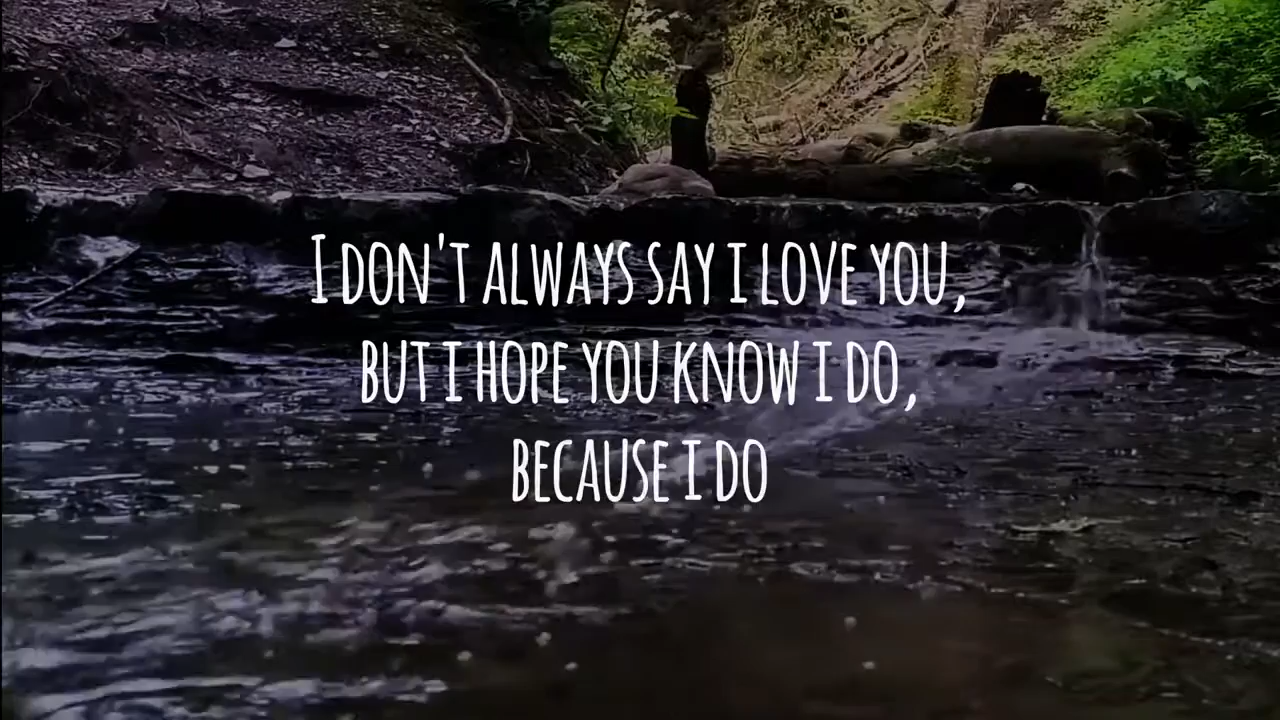 I DON'T ALWAYS SAY I LOVE YOU,
BUT I HOPE YOU KNOW I DO,
BECAUSE I DO